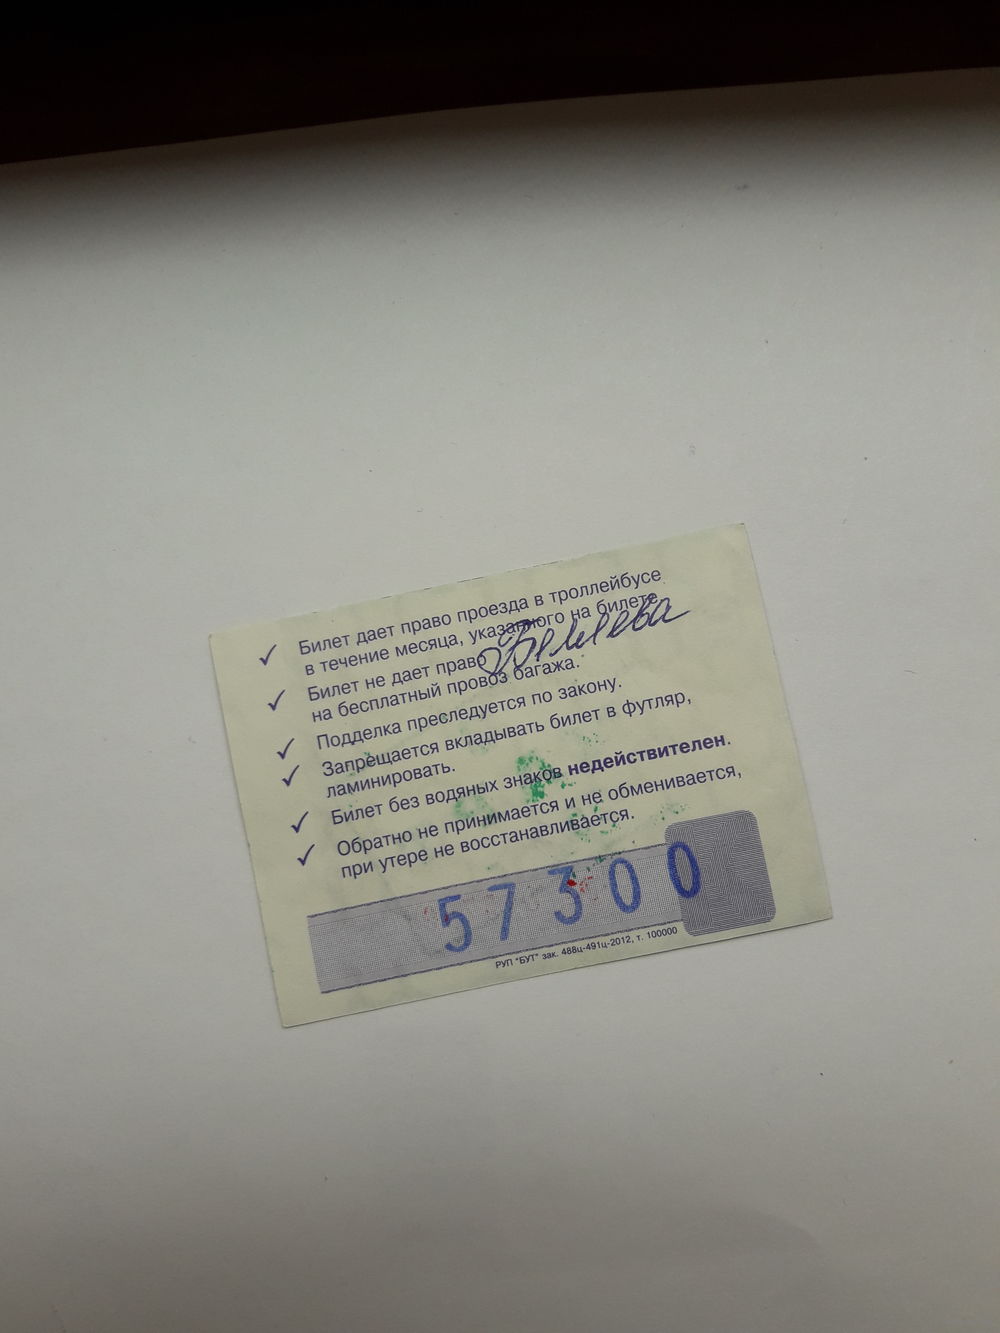 ✓ Билет дает право проезда в троллейбусе
в течение месяца, указанного на билете.
✓ Билет не дает право
на бесплатный провоз багажа.
✓ Подделка преследуется по закону.
✓ Запрещается вкладывать билет в футляр,
ламинировать.
✓ Билет без водяных знаков недействителен.
✓ Обратно не принимается и не обменивается,
при утере не восстанавливается.
57300
РУП "БУТ" зак. 488ц-491ц-2012, т. 100000